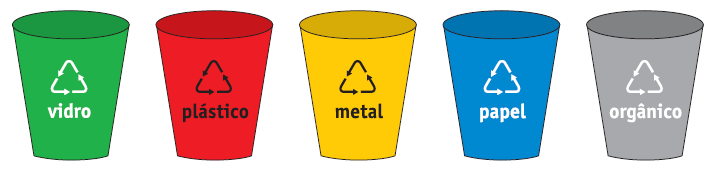 vidro
plástico
metal
papel
orgânico